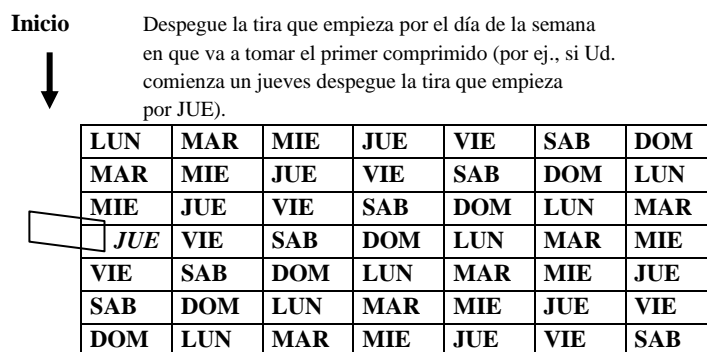 Inicio
Despegue la tira que empieza por el día de la semana
en que va a tomar el primer comprimido (por ej., si Ud.
comienza un jueves despegue la tira que empieza
por JUE).
LUN MAR MIE JUE VIE SAB DOM
MAR MIE JUE VIE SAB DOM LUN
MIE JUE VIE SAB DOM LUN MAR
JUE VIE SAB DOM LUN MAR MIE
VIE SAB DOM LUN MAR MIE JUE
SAB DOM LUN MAR MIE JUE VIE
DOM LUN MAR MIE JUE VIE SAB